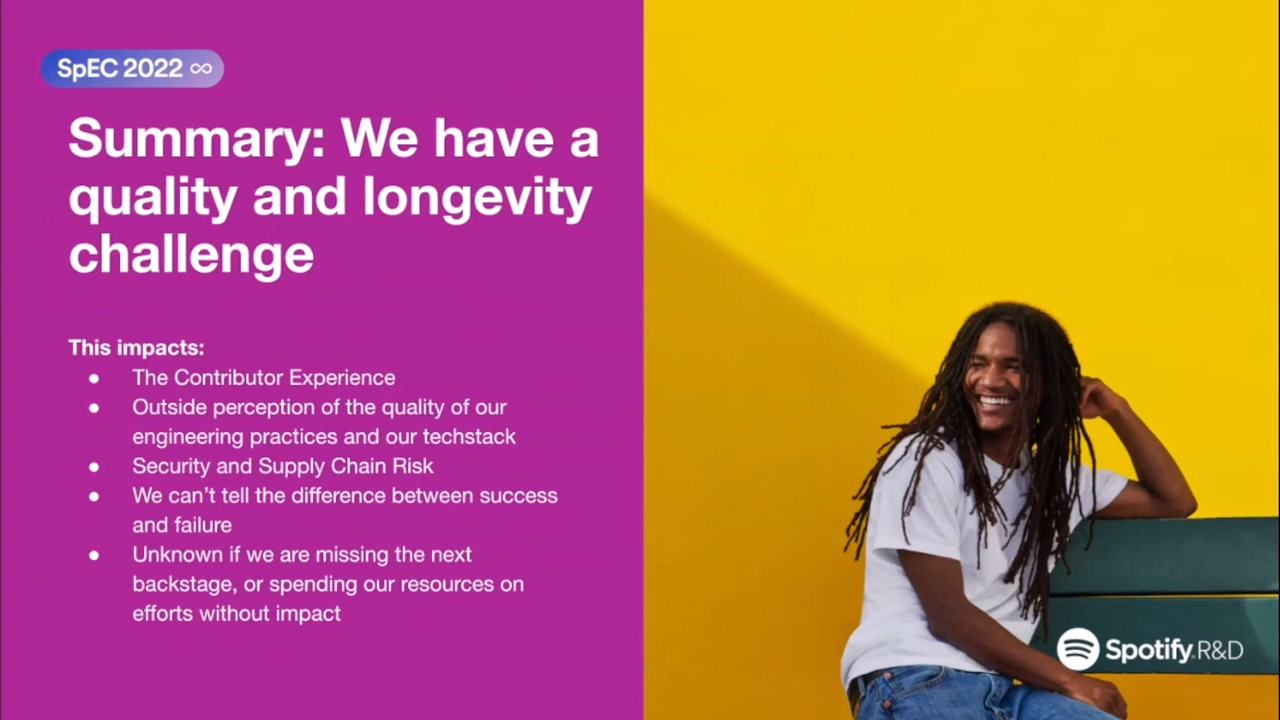 SpEC 2022 ∞
Summary: We have a
quality and longevity
challenge
This impacts:
● The Contributor Experience
● Outside perception of the quality of our
engineering practices and our techstack
● Security and Supply Chain Risk
● We can’t tell the difference between success
and failure
● Unknown if we are missing the next
backstage, or spending our resources on
efforts without impact
Spotify R&D